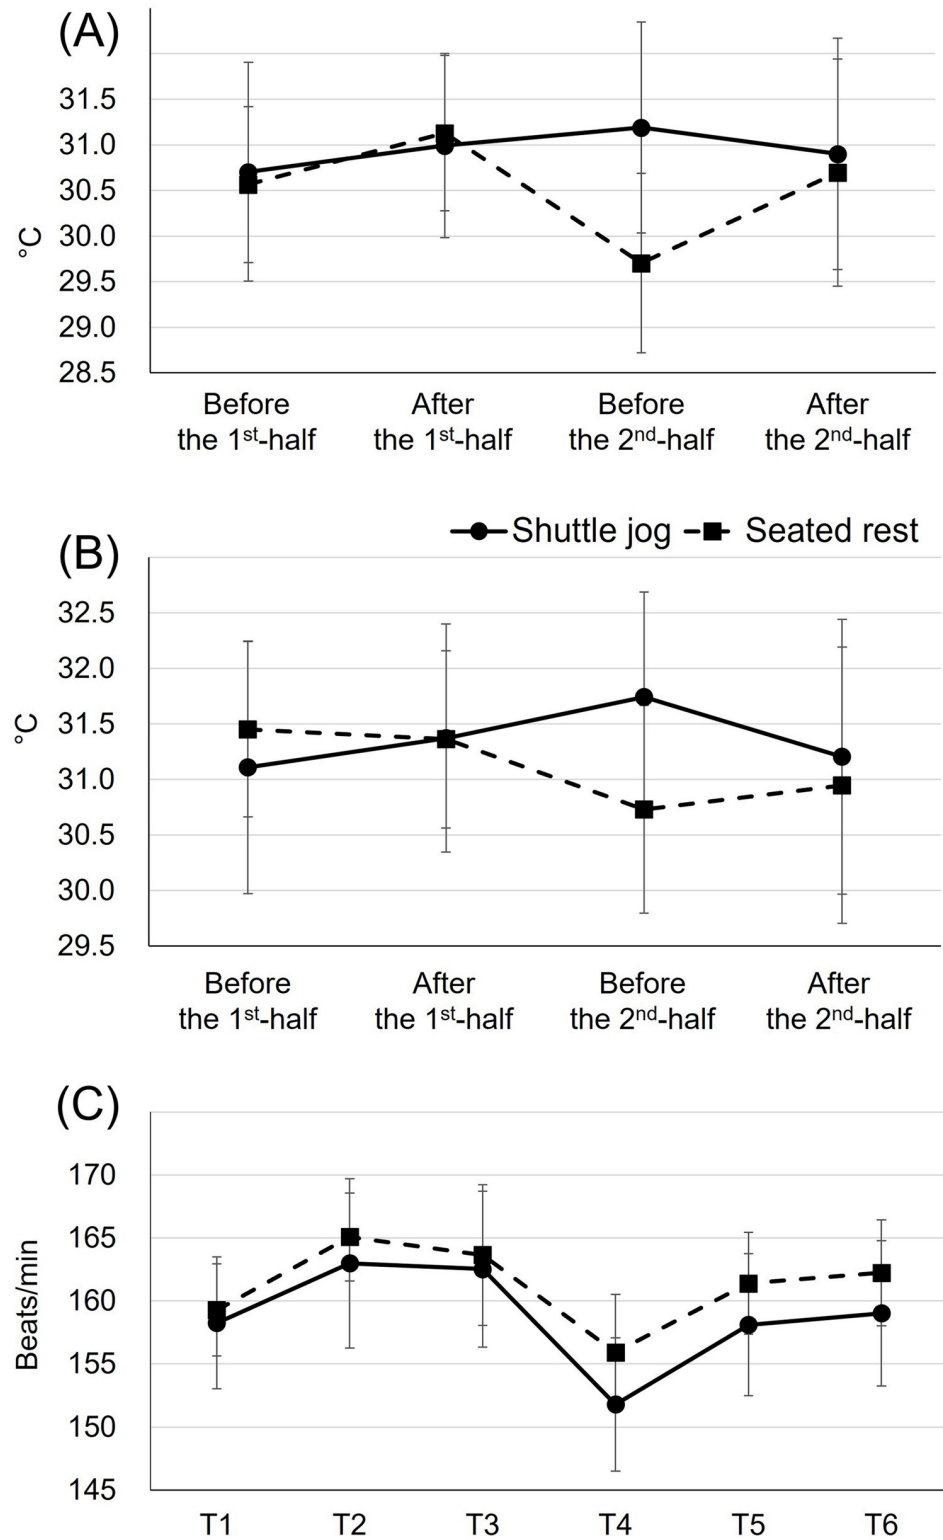 (A)
31.5
31.0
30.5
30.0
29.5
29.0
28.5
°C
Before the 1st-half
After the 1st-half
Before the 2nd-half
After the 2nd-half
Shuttle jog
Seated rest
(B)
32.5
32.0
31.5
31.0
30.5
30.0
29.5
°C
Before the 1st-half
After the 1st-half
Before the 2nd-half
After the 2nd-half
(C)
170
165
160
155
150
145
Beats/min
T1 T2 T3 T4 T5 T6